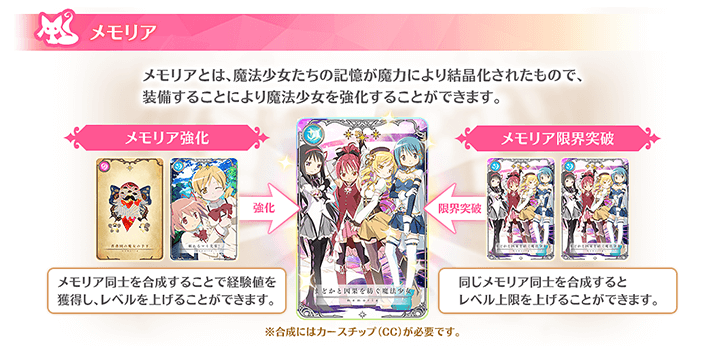 メモリア
メモリアとは、魔法少女たちの記憶が魔力により結晶化されたもので、
装備することにより魔法少女を強化することができます。
メモリア強化
メモリア限界突破
強化
限界突破
まどかと因果を紡ぐ魔法少女
メモリア同士を合成することで経験値を
獲得し、レベルを上げることができます。
同じメモリア同士を合成すると
レベル上限を上げることができます。
※合成にはカースチップ（CC）が必要です。